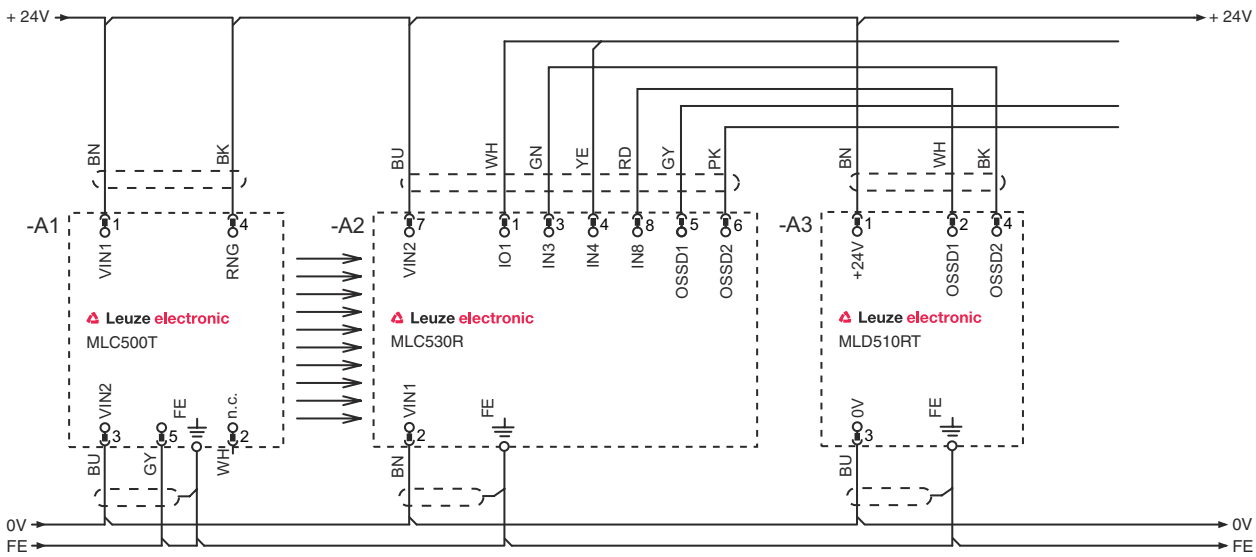 + 24V
+ 24V
BN
BK
BU
WH
GN
YE
RD
GY
PK
BN
WH
BK
-A1
1
4
-A2
7
1
3
4
8
5
6
-A3
1
2
4
VIN1
RNG
VIN2
IO1
IN3
IN4
IN8
OSSD1
OSSD2
+24V
OSSD1
OSSD2
Leuze electronic
MLC500T
Leuze electronic
MLC530R
Leuze electronic
MLD510RT
VIN2
FE
n.c.
VIN1
FE
0V
FE
3
5
2
2
3
BU
GY
WH
BN
BU
0V
0V
FE
FE